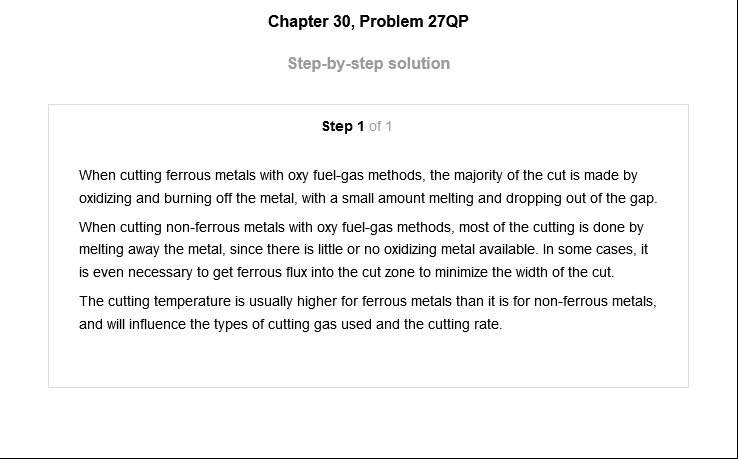 Chapter 30, Problem 27QP
Step-by-step solution
Step 1 of 1
When cutting ferrous metals with oxy fuel-gas methods, the majority of the cut is made by
oxidizing and burning off the metal, with a small amount melting and dropping out of the gap.
When cutting non-ferrous metals with oxy fuel-gas methods, most of the cutting is done by
melting away the metal, since there is little or no oxidizing metal available. In some cases, it
is even necessary to get ferrous flux into the cut zone to minimize the width of the cut.
The cutting temperature is usually higher for ferrous metals than it is for non-ferrous metals,
and will influence the types of cutting gas used and the cutting rate.